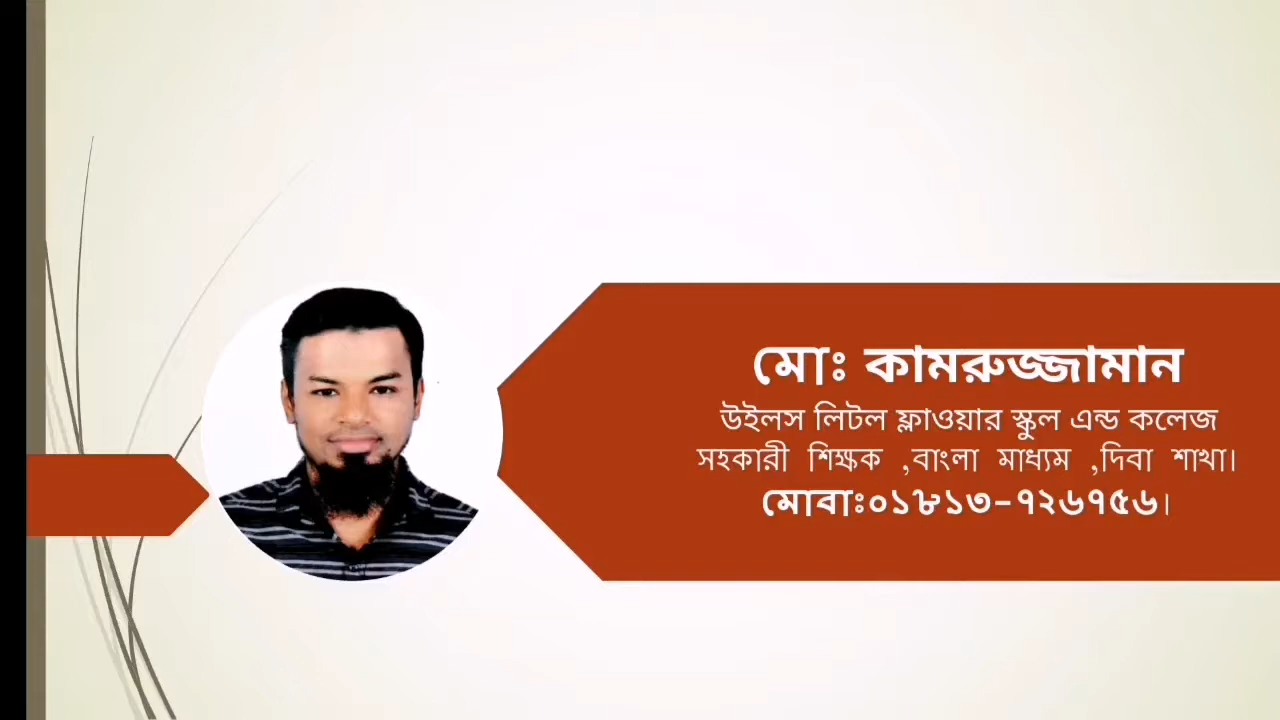 মোঃ কামরুজ্জামান
উইলস লিটল ফ্লাওয়ার স্কুল এন্ড কলেজ
সহকারী শিক্ষক ,বাংলা মাধ্যম ,দিবা শাখা।
মোবাঃ০১৮১৩-৭২৬৭৫৬।